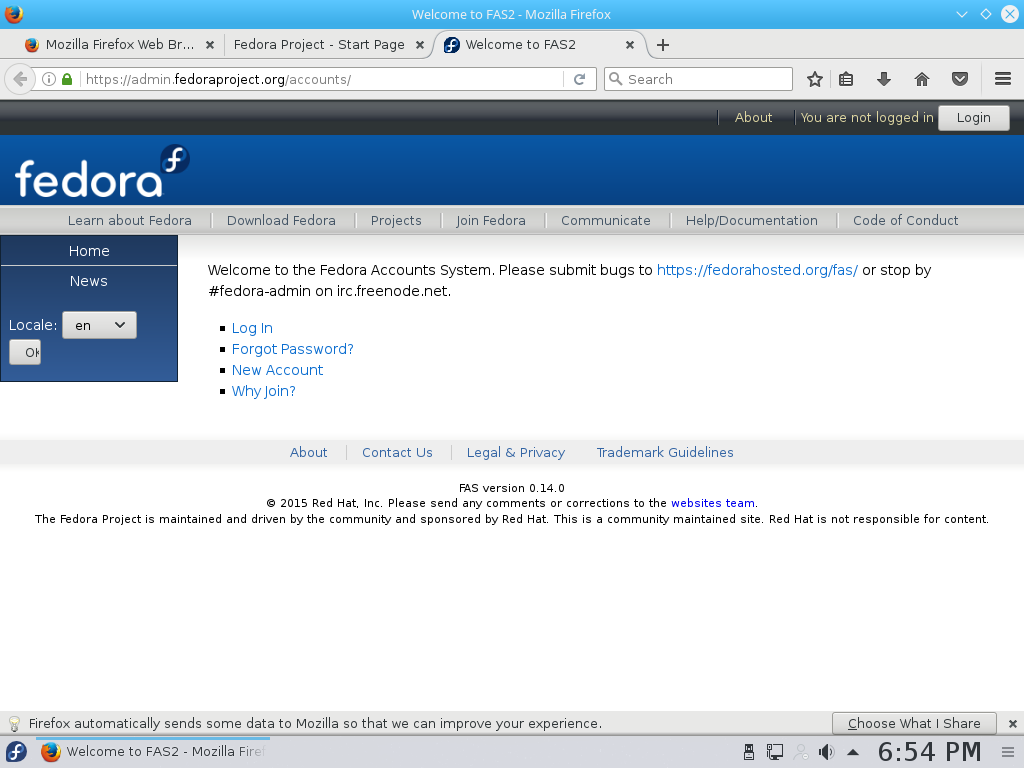 Welcome to FAS2 - Mozilla Firefox
Mozilla Firefox Web Br...
Fedora Project - Start Page
Welcome to FAS2
https://admin.fedoraproject.org/accounts/
Search
About
You are not logged in
Login
fedora
Learn about Fedora
Download Fedora
Projects
Join Fedora
Communicate
Help/Documentation
Code of Conduct
Home
News
Locale:
en
Ok
Welcome to the Fedora Accounts System. Please submit bugs to https://fedorahosted.org/fas/ or stop by
#fedora-admin on irc.freenode.net.
Log In
Forgot Password?
New Account
Why Join?
About
Contact Us
Legal & Privacy
Trademark Guidelines
FAS version 0.14.0
© 2015 Red Hat, Inc. Please send any comments or corrections to the websites team.
The Fedora Project is maintained and driven by the community and sponsored by Red Hat. This is a community maintained site. Red Hat is not responsible for content.
Firefox automatically sends some data to Mozilla so that we can improve your experience.
Choose What I Share
Welcome to FAS2 - Mozilla Firef
6:54 PM